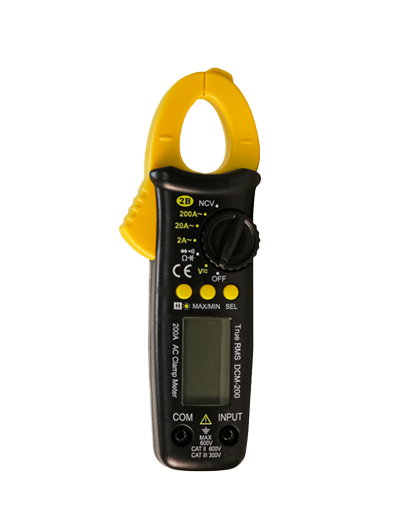 2B
NCV
200A~
20A~
2A~
Ω
CE
V
OFF
H MAX/MIN SEL
200A AC Clamp Meter
True RMS DCM-200
COM INPUT
MAX
600V
CAT II 600V
CAT III 300V